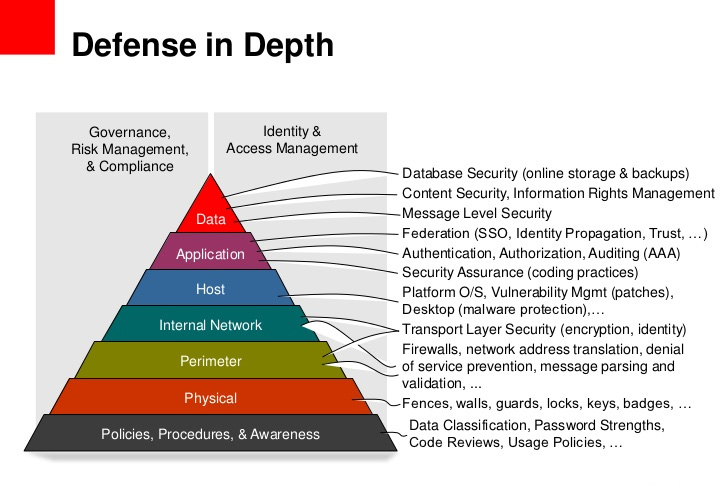 Defense in Depth
Governance,
Risk Management,
& Compliance
Identity &
Access Management
Data
Application
Host
Internal Network
Perimeter
Physical
Policies, Procedures, & Awareness
Database Security (online storage & backups)
Content Security, Information Rights Management
Message Level Security
Federation (SSO, Identity Propagation, Trust, …)
Authentication, Authorization, Auditing (AAA)
Security Assurance (coding practices)
Platform O/S, Vulnerability Mgmt (patches),
Desktop (malware protection),…
Transport Layer Security (encryption, identity)
Firewalls, network address translation, denial
of service prevention, message parsing and
validation, ...
Fences, walls, guards, locks, keys, badges, …
Data Classification, Password Strengths,
Code Reviews, Usage Policies, …